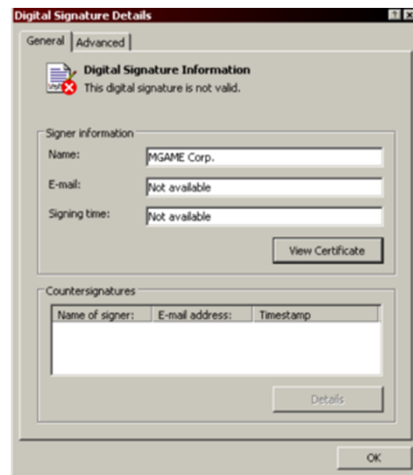 Digital Signature Details
General Advanced
Digital Signature Information
This digital signature is not valid.
Signer information
Name: MGAME Corp.
E-mail: Not available
Signing time: Not available
View Certificate
Countersignatures
Name of signer: E-mail address: Timestamp
Details
OK